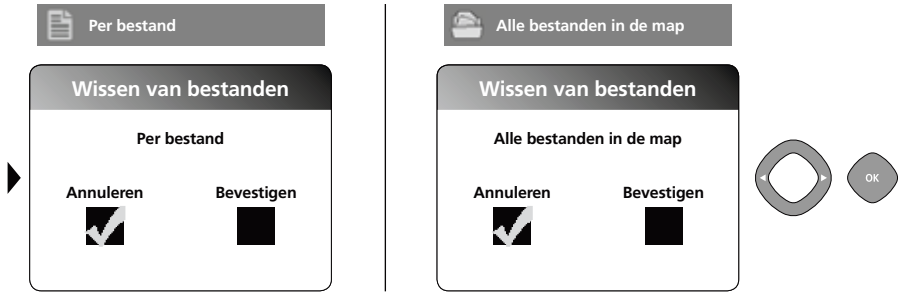 Per bestand
Wissen van bestanden
Per bestand
Annuleren Bevestigen
Alle bestanden in de map
Wissen van bestanden
Alle bestanden in de map
Annuleren Bevestigen
OK